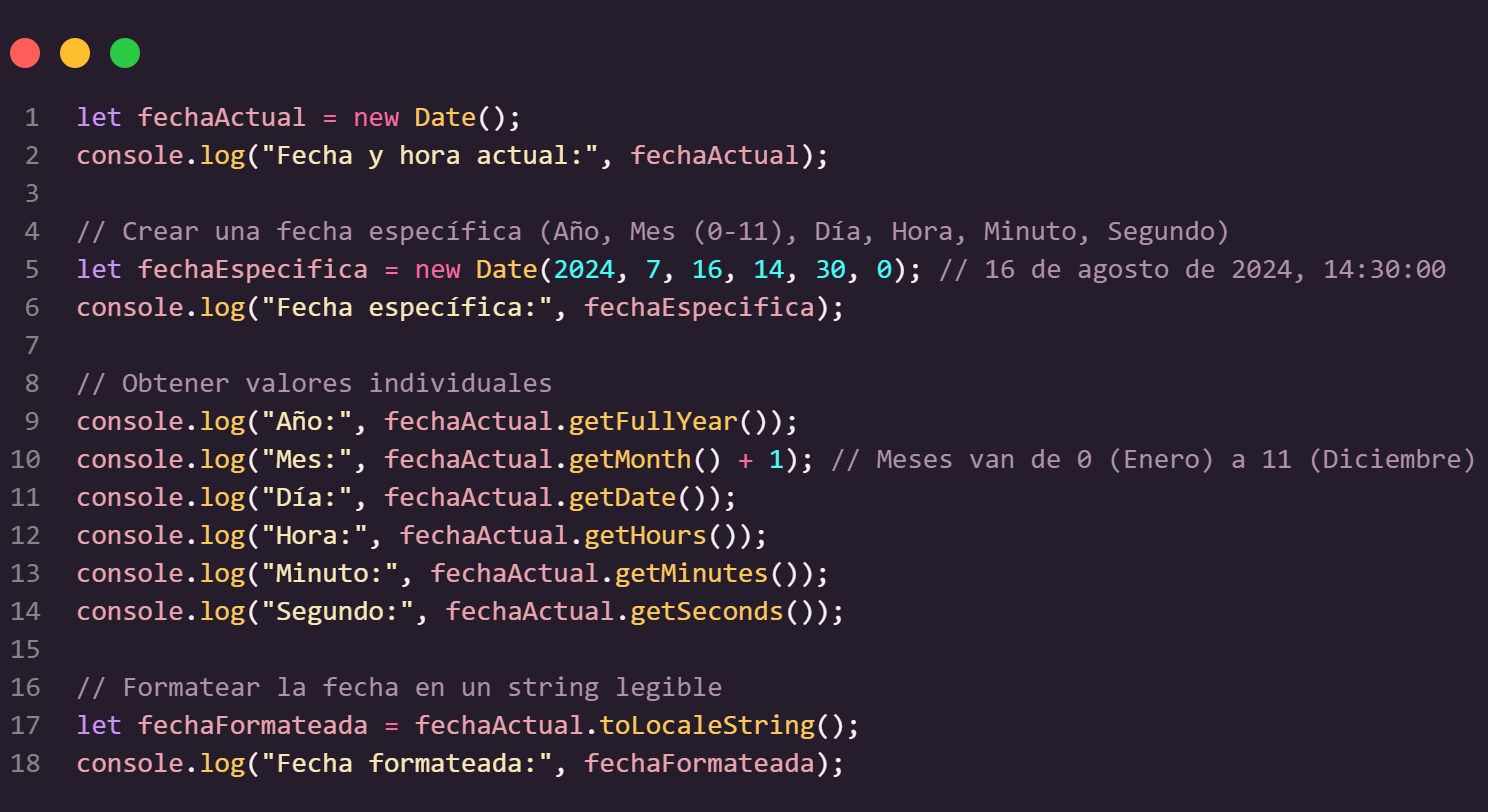 1 let fechaActual = new Date();
2 console.log("Fecha y hora actual:", fechaActual);
3
4 // Crear una fecha específica (Año, Mes (0-11), Día, Hora, Minuto, Segundo)
5 let fechaEspecifica = new Date(2024, 7, 16, 14, 30, 0); // 16 de agosto de 2024, 14:30:00
6 console.log("Fecha específica:", fechaEspecifica);
7
8 // Obtener valores individuales
9 console.log("Año:", fechaActual.getFullYear());
10 console.log("Mes:", fechaActual.getMonth() + 1); // Meses van de 0 (Enero) a 11 (Diciembre)
11 console.log("Día:", fechaActual.getDate());
12 console.log("Hora:", fechaActual.getHours());
13 console.log("Minuto:", fechaActual.getMinutes());
14 console.log("Segundo:", fechaActual.getSeconds());
15
16 // Formatear la fecha en un string legible
17 let fechaFormateada = fechaActual.toLocaleString();
18 console.log("Fecha formateada:", fechaFormateada);